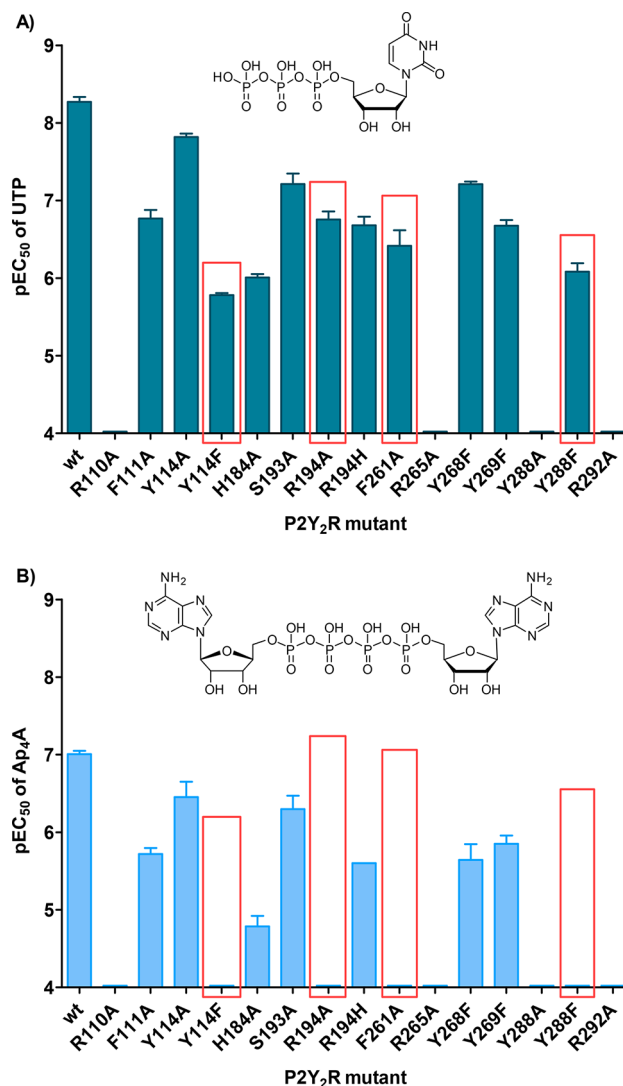 A)
9
8
7
6
5
4
pEC50 of UTP
O
NH
N
O
HO
OH
P
O
O
OH
P
O
O
OH
P
O
O
O
OH OH
wt
R110A
F111A
Y114A
Y114F
H184A
S193A
R194A
R194H
F261A
R265A
Y268F
Y269F
Y288A
Y288F
R292A
P2Y2R mutant
B)
9
8
7
6
5
4
pEC50 of Ap4A
NH2
N
N
N
N
O
OH OH
O
OH
P
O
O
OH
P
O
O
OH
P
O
O
OH
P
O
O
O
OH OH
NH2
N
N
N
N
wt
R110A
F111A
Y114A
Y114F
H184A
S193A
R194A
R194H
F261A
R265A
Y268F
Y269F
Y288A
Y288F
R292A
P2Y2R mutant